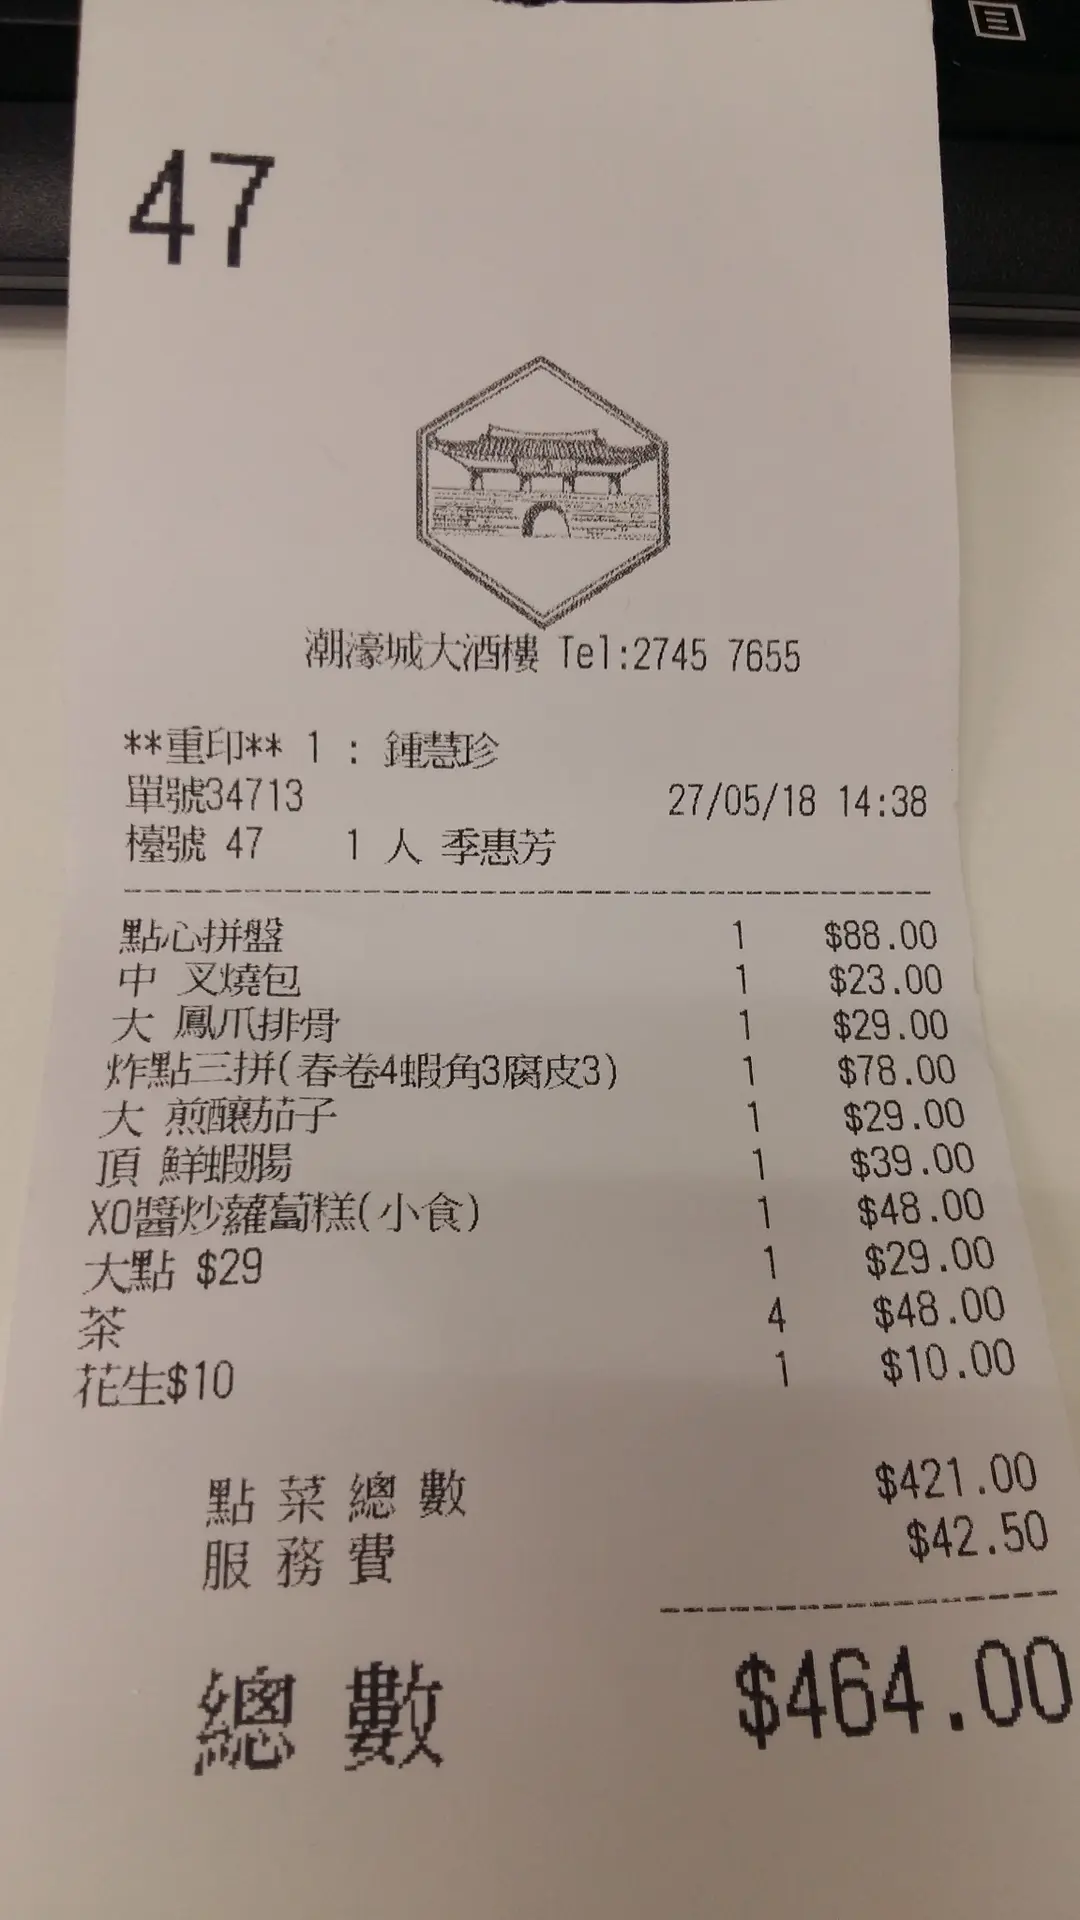 47
潮濠城大酒樓 Tel:2745 7655
**重印** 1 : 鍾慧珍
單號34713 27/05/18 14:38
檯號 47 1 人 季惠芳
點心拼盤 1 $88.00
中 叉燒包 1 $23.00
大 鳳爪排骨 1 $29.00
炸點三拼(春卷4蝦角3腐皮3) 1 $78.00
大 煎釀茄子 1 $29.00
頂 鮮蝦腸 1 $39.00
XO醬炒蘿蔔糕(小食) 1 $48.00
大點 $29 1 $29.00
茶 4 $48.00
花生$10 1 $10.00
點菜總數 $421.00
服務費 $42.50
總數 $464.00